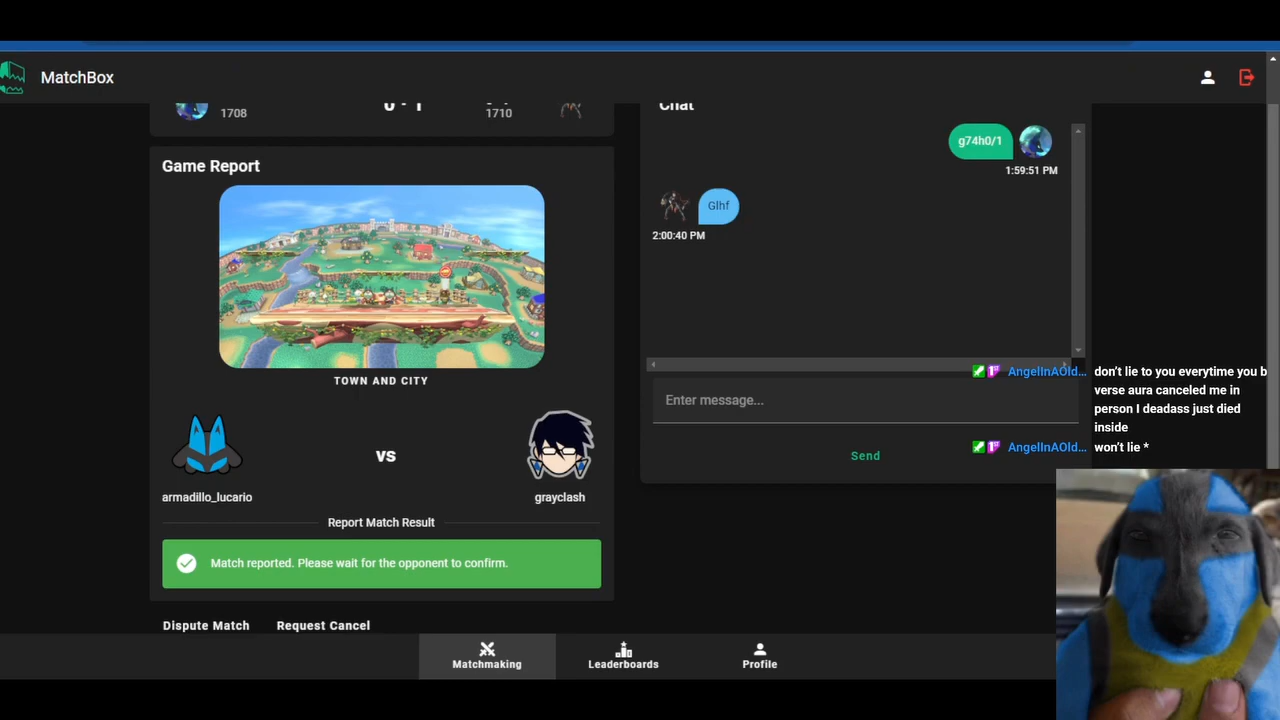 MatchBox
1708
1710
Chat
g74h0/1
1:59:51 PM
Game Report
Glhf
2:00:40 PM
TOWN AND CITY
AngelInAOld...
don't lie to you everytime you b
verse aura canceled me in
person I deadass just died
inside
Enter message...
AngelInAOld...
won't lie *
VS
Send
armadillo_lucario
grayclash
Report Match Result
Match reported. Please wait for the opponent to confirm.
Dispute Match
Request Cancel
Matchmaking
Leaderboards
Profile